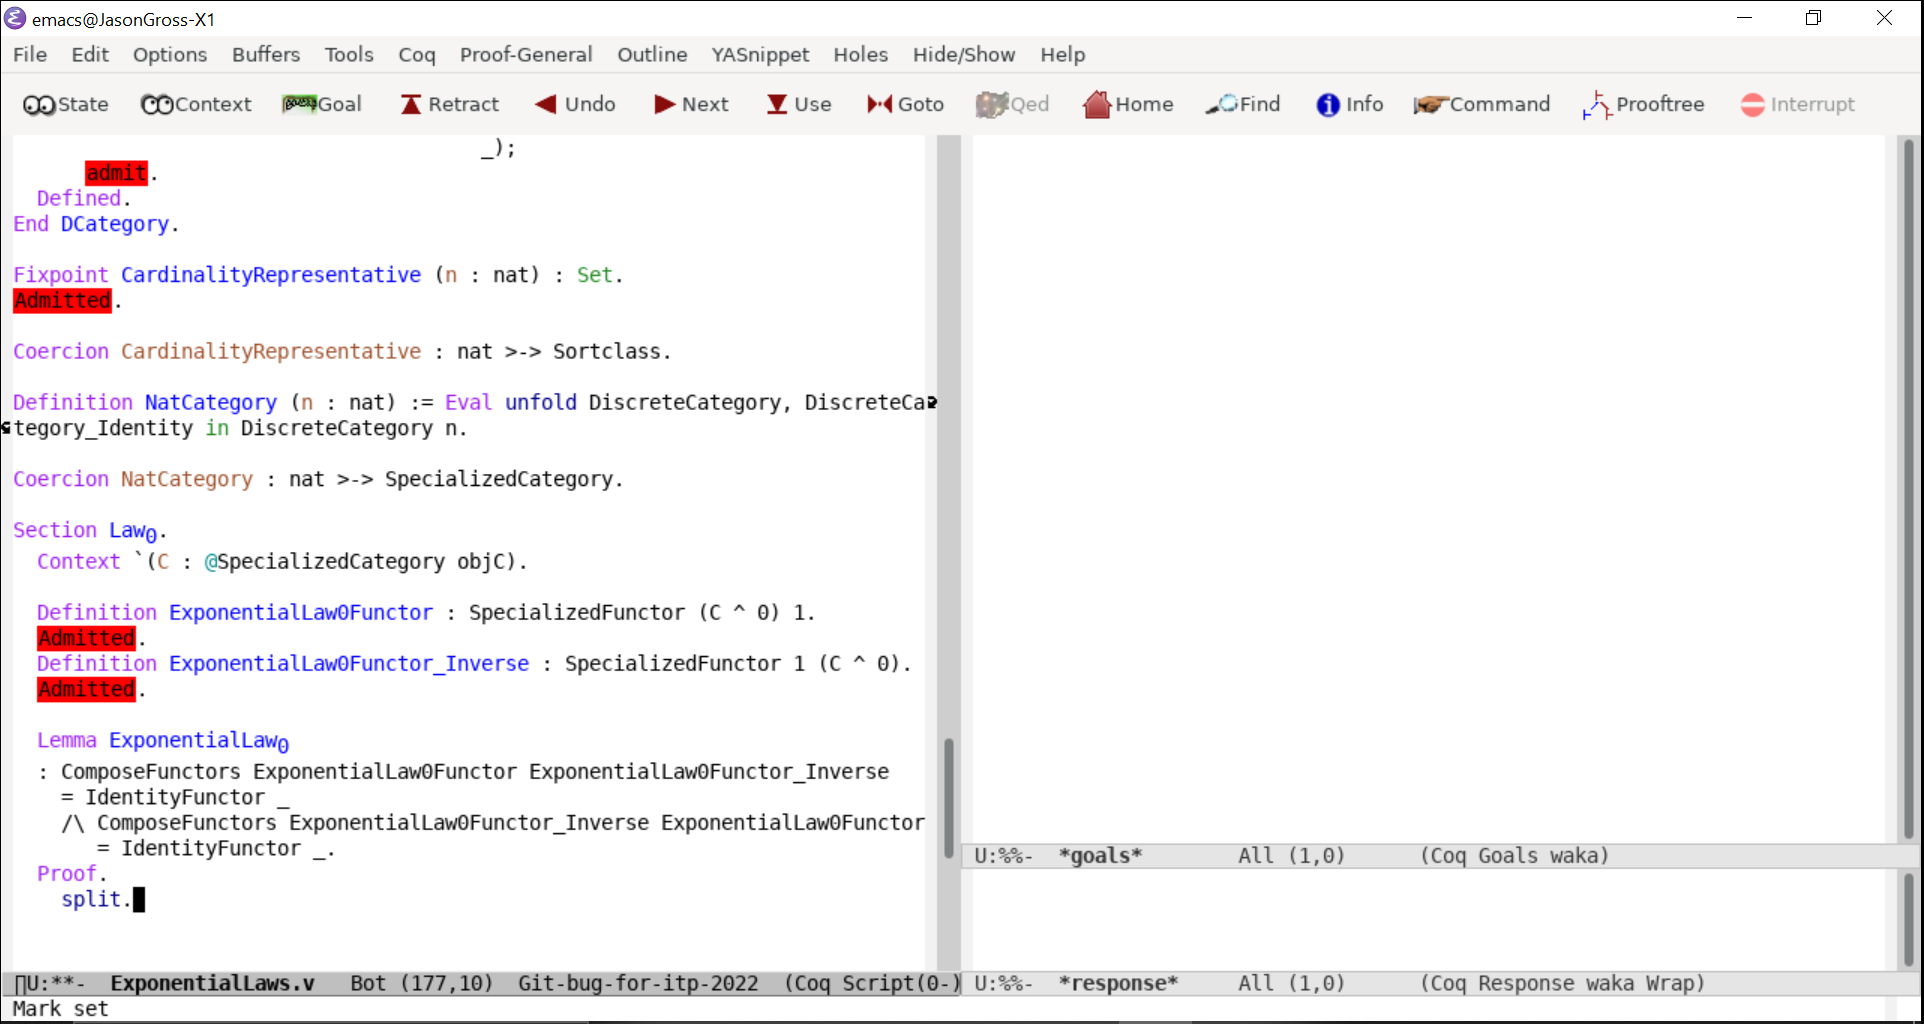 emacs@JasonGross-X1
File Edit Options Buffers Tools Coq Proof-General Outline YASnippet Holes Hide/Show Help
State Context Goal Retract Undo Next Use Goto Qed Home Find Info Command Prooftree Interrupt
_);
admit.
Defined.
End DCategory.
Fixpoint CardinalityRepresentative (n : nat) : Set.
Admitted.
Coercion CardinalityRepresentative : nat >-> Sortclass.
Definition NatCategory (n : nat) := Eval unfold DiscreteCategory, DiscreteCa
tegory_Identity in DiscreteCategory n.
Coercion NatCategory : nat >-> SpecializedCategory.
Section Law₀.
Context `(C : @SpecializedCategory objC).
Definition ExponentialLaw0Functor : SpecializedFunctor (C ^ 0) 1.
Admitted.
Definition ExponentialLaw0Functor_Inverse : SpecializedFunctor 1 (C ^ 0).
Admitted.
Lemma ExponentialLaw₀
: ComposeFunctors ExponentialLaw0Functor ExponentialLaw0Functor_Inverse
= IdentityFunctor _
/\ ComposeFunctors ExponentialLaw0Functor_Inverse ExponentialLaw0Functor
= IdentityFunctor _.
Proof.
split.
U:**- ExponentialLaws.v Bot (177,10) Git-bug-for-itp-2022 (Coq Script(0-)
Mark set
U:%%- *goals* All (1,0) (Coq Goals waka)
U:%%- *response* All (1,0) (Coq Response waka Wrap)